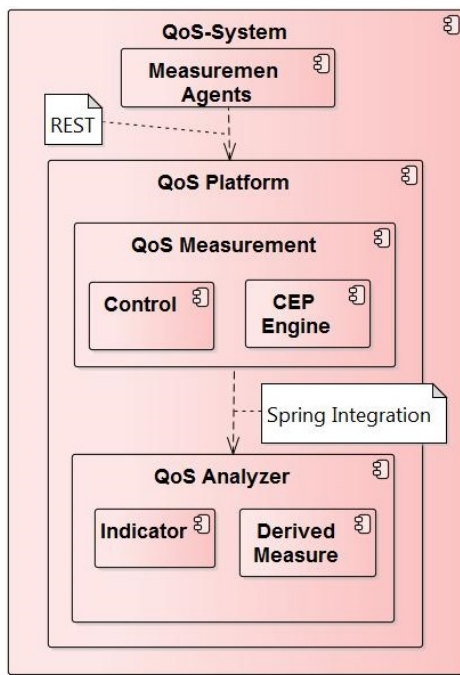 QoS-System
Measuremen
Agents
REST
QoS Platform
QoS Measurement
Control
CEP
Engine
Spring Integration
QoS Analyzer
Indicator
Derived
Measure